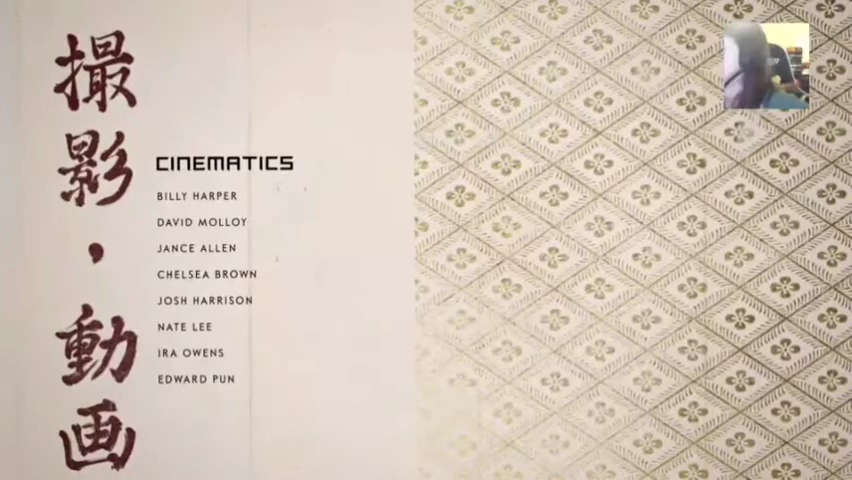 撮影・動画
CINEMATICS
BILLY HARPER
DAVID MOLLOY
JANCE ALLEN
CHELSEA BROWN
JOSH HARRISON
NATE LEE
IRA OWENS
EDWARD PUN